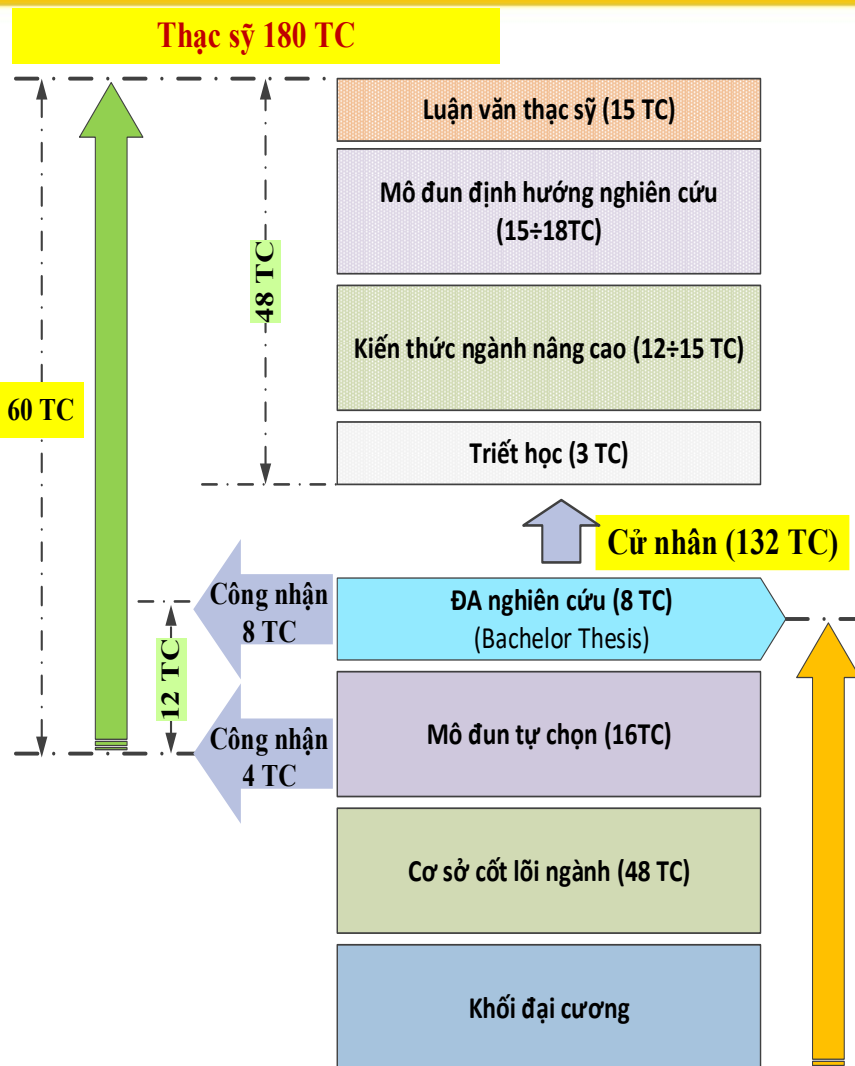 Thạc sỹ 180 TC
Luận văn thạc sỹ (15 TC)
Mô đun định hướng nghiên cứu
(15÷18TC)
48 TC
Kiến thức ngành nâng cao (12÷15 TC)
60 TC
Triết học (3 TC)
Cử nhân (132 TC)
Công nhận
8 TC
ĐA nghiên cứu (8 TC)
(Bachelor Thesis)
12 TC
Công nhận
4 TC
Mô đun tự chọn (16TC)
Cơ sở cốt lõi ngành (48 TC)
Khối đại cương